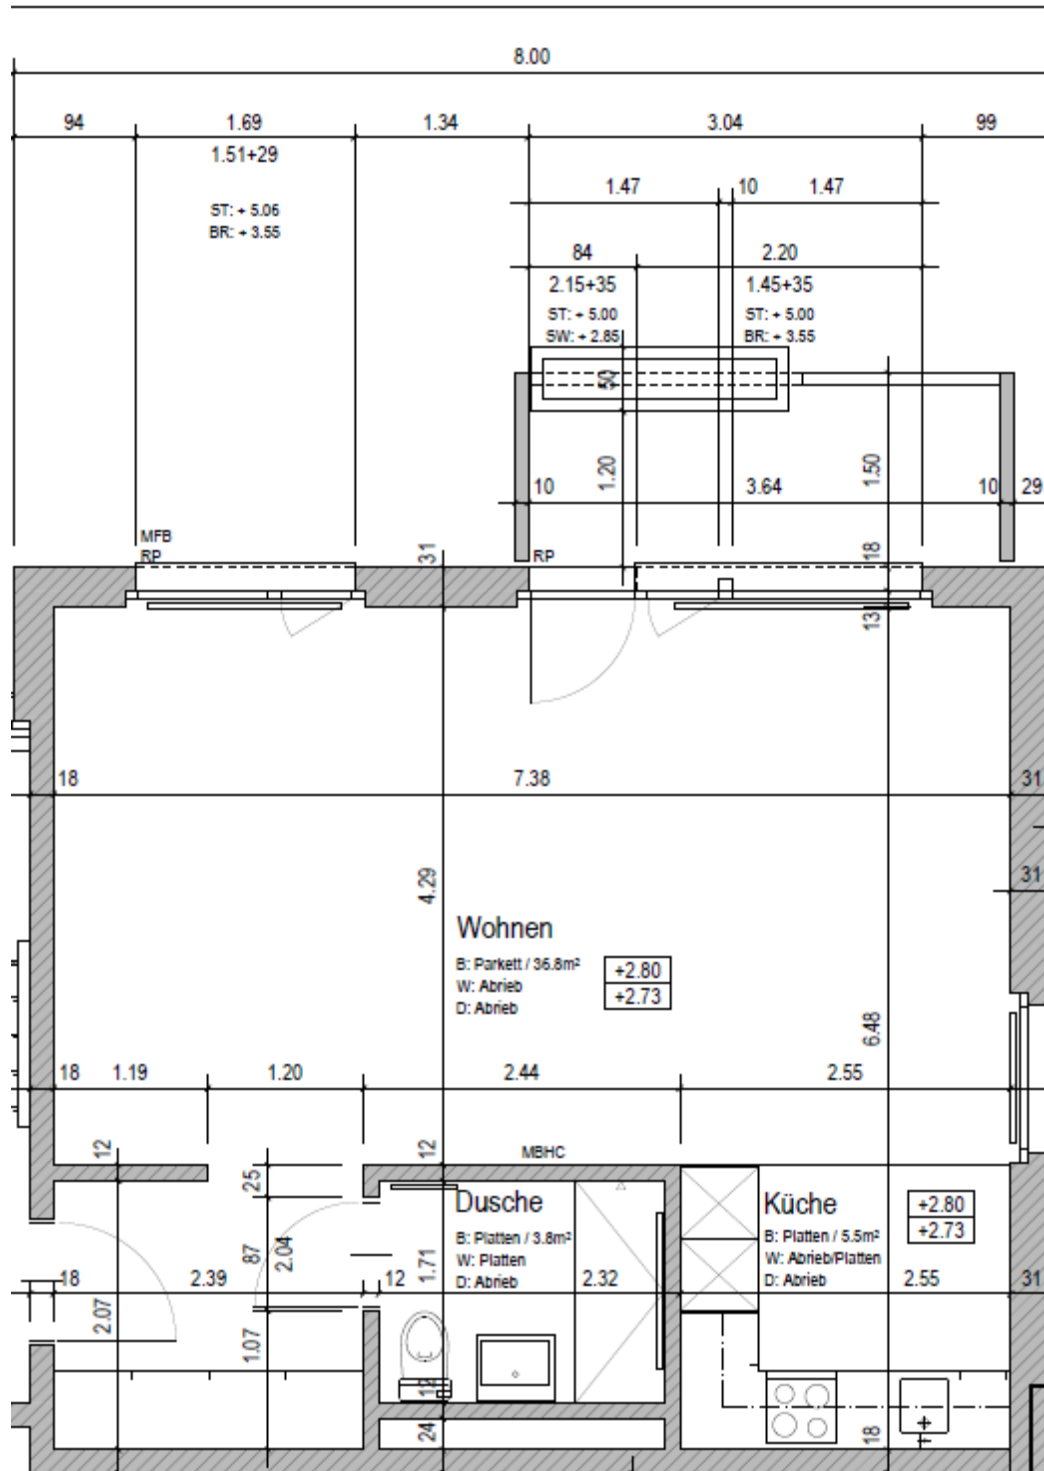 8.00
94 1.69 1.34 3.04 99
1.51+29
1.47 10 1.47
ST: + 5.06
BR: + 3.55
84 2.20
2.15+35 1.45+35
ST: + 5.00 ST: + 5.00
SW: + 2.85 BR: + 3.55
50
1.20 1.50
10 3.64 10 29
MFB
RP RP
31 18
13
18 7.38 31
4.29 31
Wohnen
B: Parkett / 36.8m²
W: Abrieb
D: Abrieb
+2.80
+2.73
6.48
18 1.19 1.20 2.44 2.55
12 12 MBHC
25
Dusche
B: Platten / 3.8m²
W: Platten
D: Abrieb
Küche
B: Platten / 5.5m²
W: Abrieb/Platten
D: Abrieb
+2.80
+2.73
87 2.04 1.71
18 2.39 12 2.32 2.55 31
2.07
1.07
12
24 18